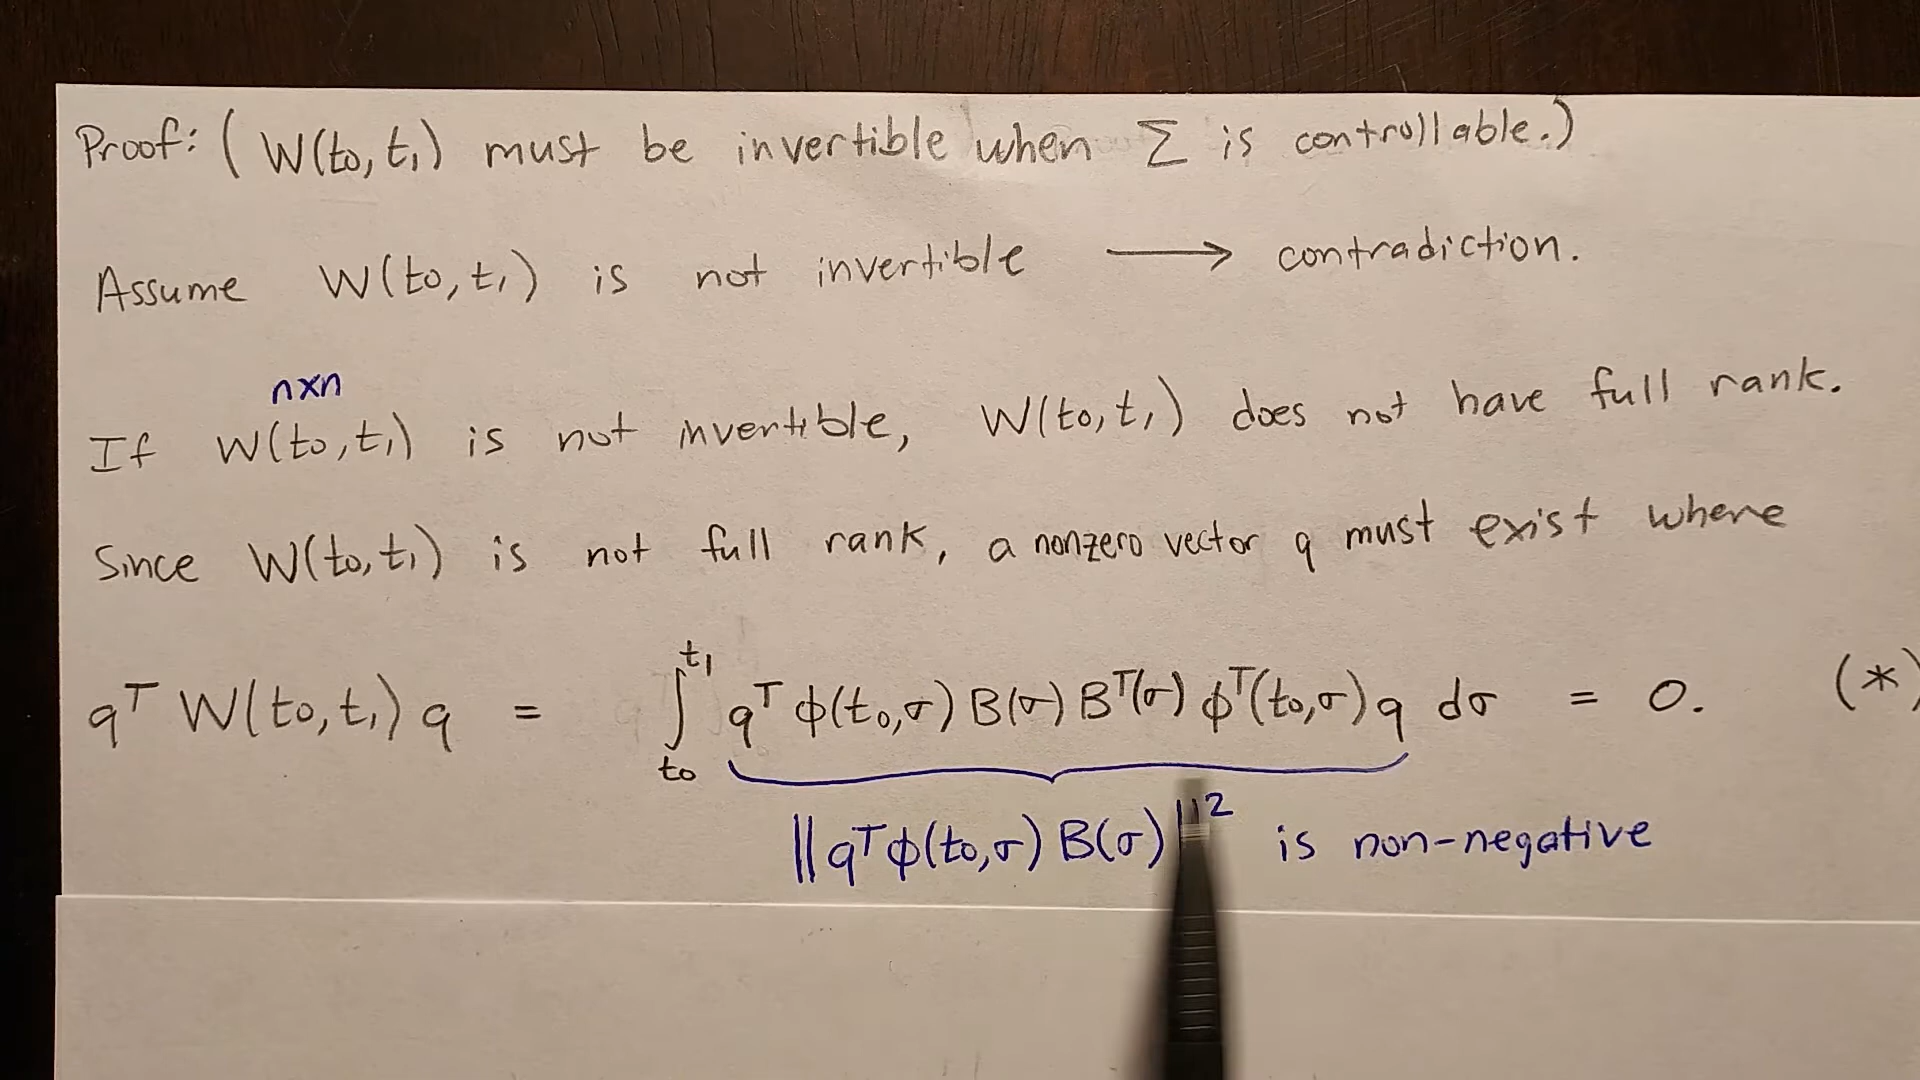 Proof: ( W(t₀, t₁) must be invertible when Σ is controllable.)
Assume W(t₀, t₁) is not invertible ⟶ contradiction.
n×n
If W(t₀, t₁) is not invertible, W(t₀, t₁) does not have full rank.
Since W(t₀, t₁) is not full rank, a nonzero vector q must exist where
qᵀ W(t₀, t₁) q = ∫_{t₀}^{t₁} qᵀ ϕ(t₀, σ) B(σ) Bᵀ(σ) ϕᵀ(t₀, σ) q dσ = 0. (*)
‖qᵀ ϕ(t₀, σ) B(σ)‖² is non-negative